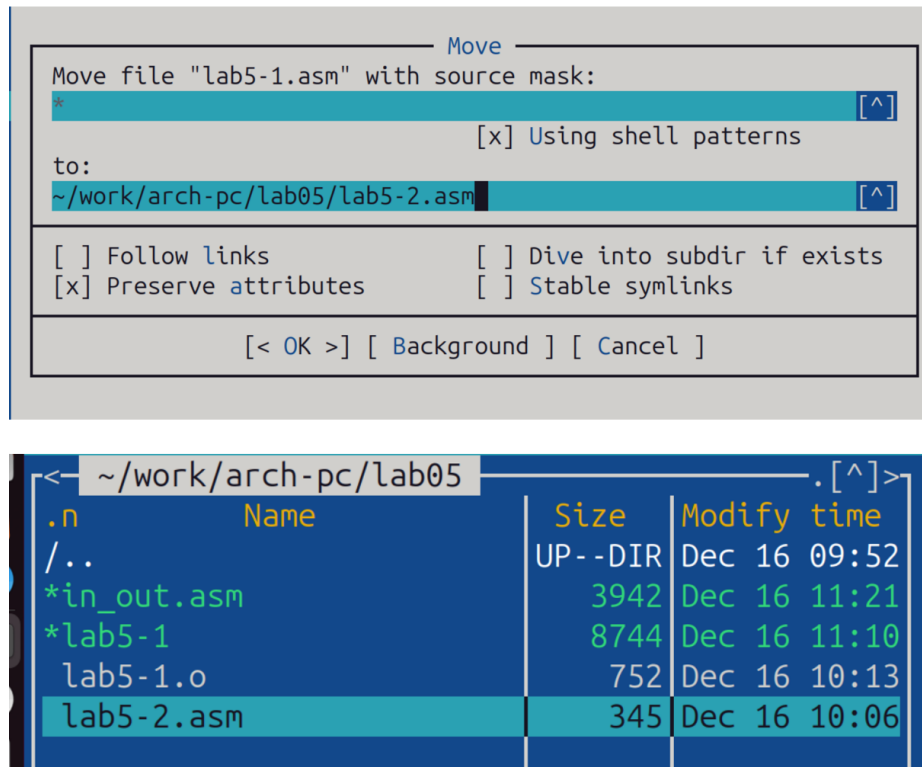 Move
Move file "lab5-1.asm" with source mask:
* [^]
[x] Using shell patterns
to:
~/work/arch-pc/lab05/lab5-2.asm [^]
[ ] Follow links [ ] Dive into subdir if exists
[x] Preserve attributes [ ] Stable symlinks
[< OK >] [ Background ] [ Cancel ]
<- ~/work/arch-pc/lab05 .[^]>
.n Name Size Modify time
/.. UP--DIR Dec 16 09:52
*in_out.asm 3942 Dec 16 11:21
*lab5-1 8744 Dec 16 11:10
lab5-1.o 752 Dec 16 10:13
lab5-2.asm 345 Dec 16 10:06